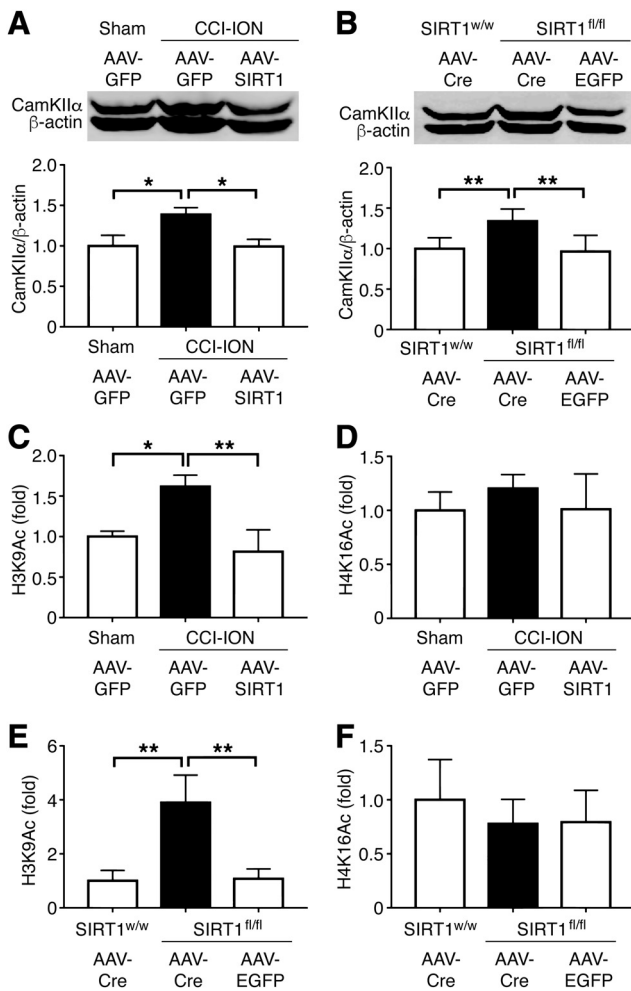 A
Sham CCI-ION
AAV- AAV- AAV-
GFP GFP SIRT1
CamKIIα
β-actin
2.0
1.5
1.0
0.5
0
CamKIIα/β-actin
* *
Sham CCI-ION
AAV- AAV- AAV-
GFP GFP SIRT1
B
SIRT1w/w SIRT1fl/fl
AAV- AAV- AAV-
Cre Cre EGFP
CamKIIα
β-actin
2.0
1.5
1.0
0.5
0
CamKIIα/β-actin
** **
SIRT1w/w SIRT1fl/fl
AAV- AAV- AAV-
Cre Cre EGFP
C
2.0
1.5
1.0
0.5
0
H3K9Ac (fold)
* **
Sham CCI-ION
AAV- AAV- AAV-
GFP GFP SIRT1
D
1.5
1.0
0.5
0
H4K16Ac (fold)
Sham CCI-ION
AAV- AAV- AAV-
GFP GFP SIRT1
E
6
4
2
0
H3K9Ac (fold)
** **
SIRT1w/w SIRT1fl/fl
AAV- AAV- AAV-
Cre Cre EGFP
F
1.5
1.0
0.5
0
H4K16Ac (fold)
SIRT1w/w SIRT1fl/fl
AAV- AAV- AAV-
Cre Cre EGFP